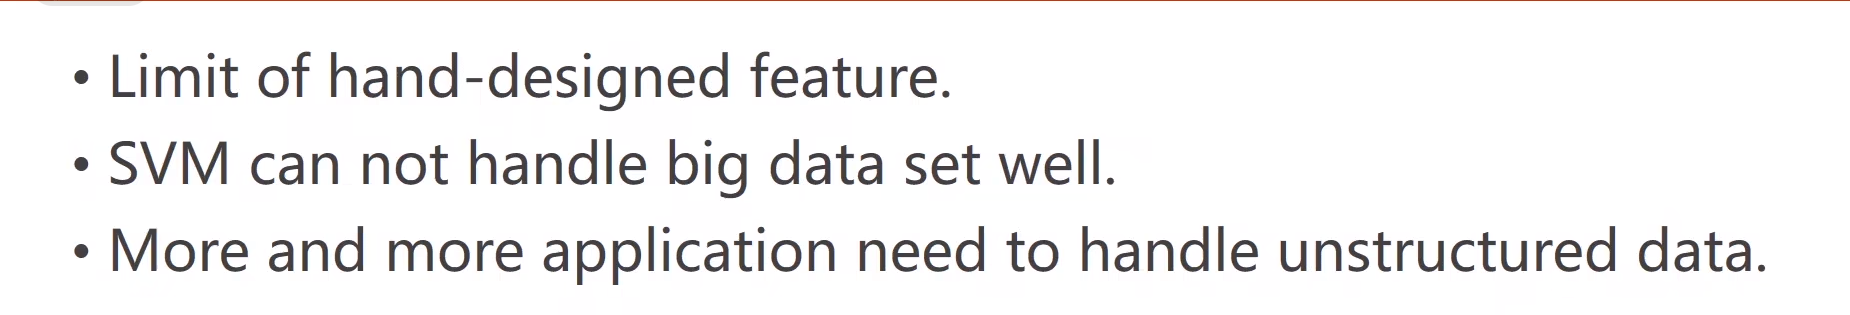 • Limit of hand-designed feature.
• SVM can not handle big data set well.
• More and more application need to handle unstructured data.